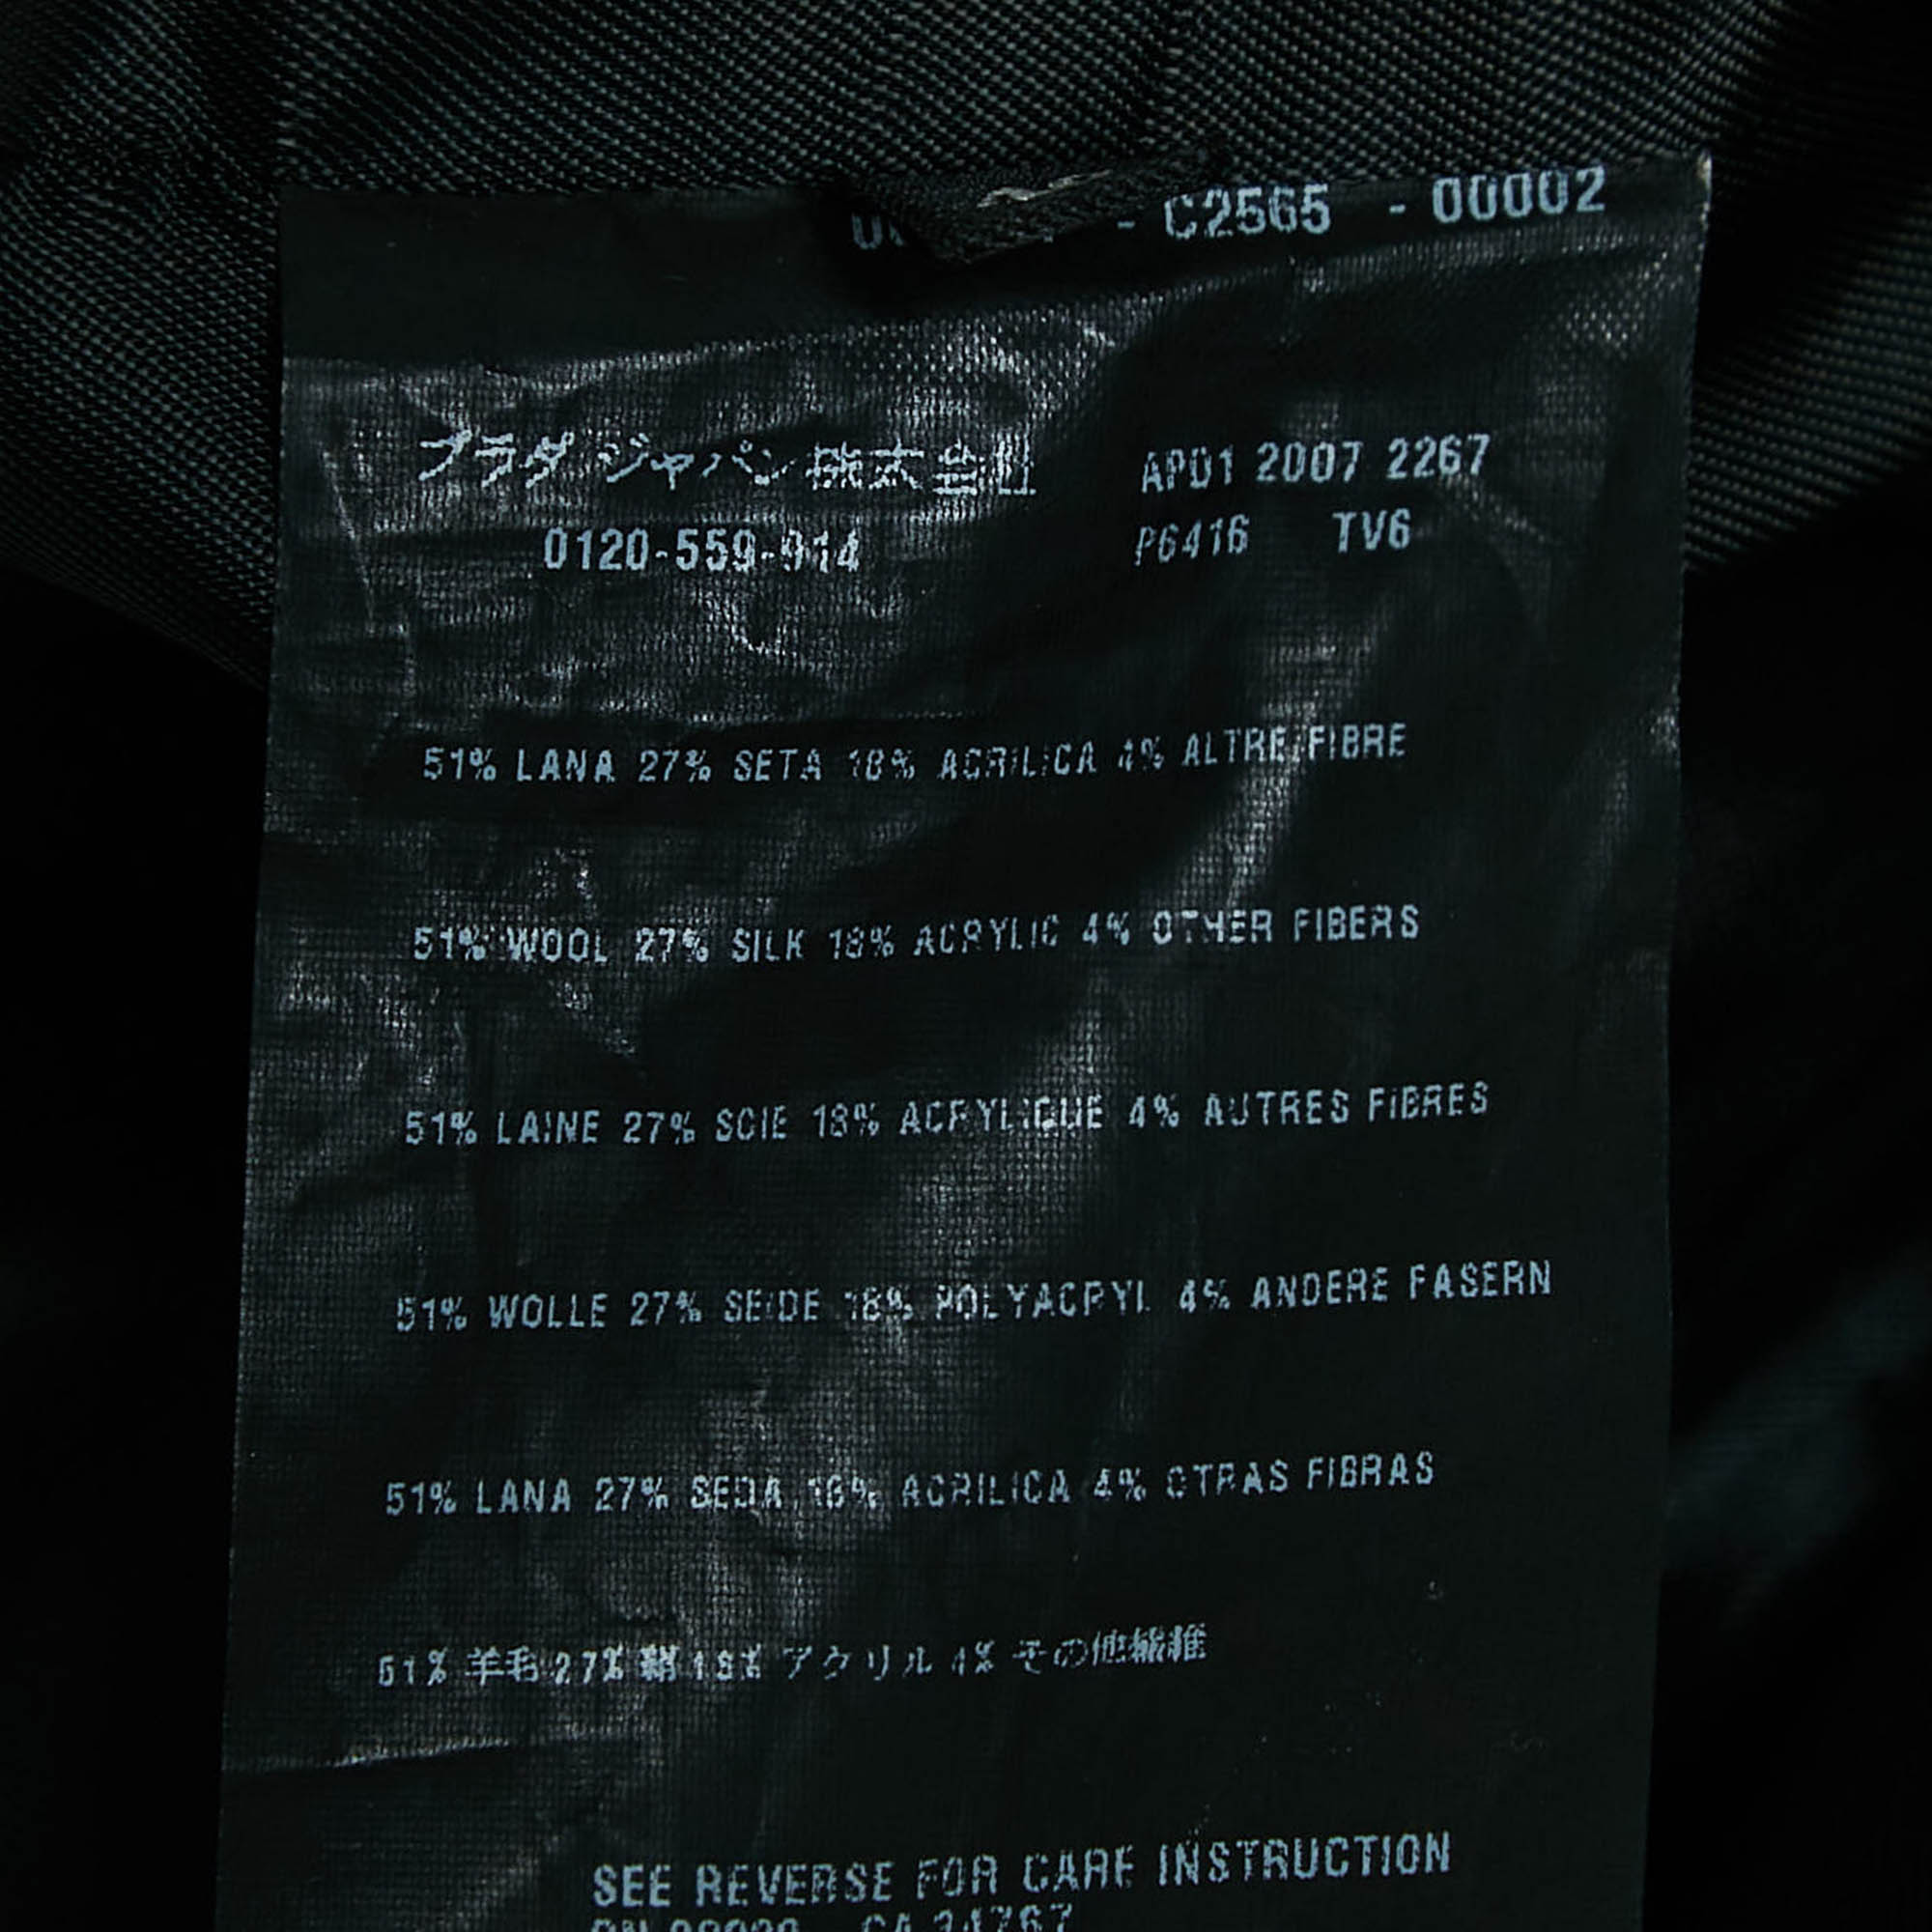 - C2565 - 00002
プラダ ジャパン 株式会社 APD1 2007 2267
0120-559-914 P6416 TV6
51% LANA 27% SETA 18% ACRILICA 4% ALTRE FIBRE
51% WOOL 27% SILK 18% ACRYLIC 4% OTHER FIBERS
51% LAINE 27% SOIE 18% ACRYLIQUE 4% AUTRES FIBRES
51% WOLLE 27% SEIDE 18% POLYACRYL 4% ANDERE FASERN
51% LANA 27% SEDA 18% ACRILICA 4% OTRAS FIBRAS
51% 羊毛 27% 絹 18% アクリル 4% その他繊維
SEE REVERSE FOR CARE INSTRUCTION
CA 34767